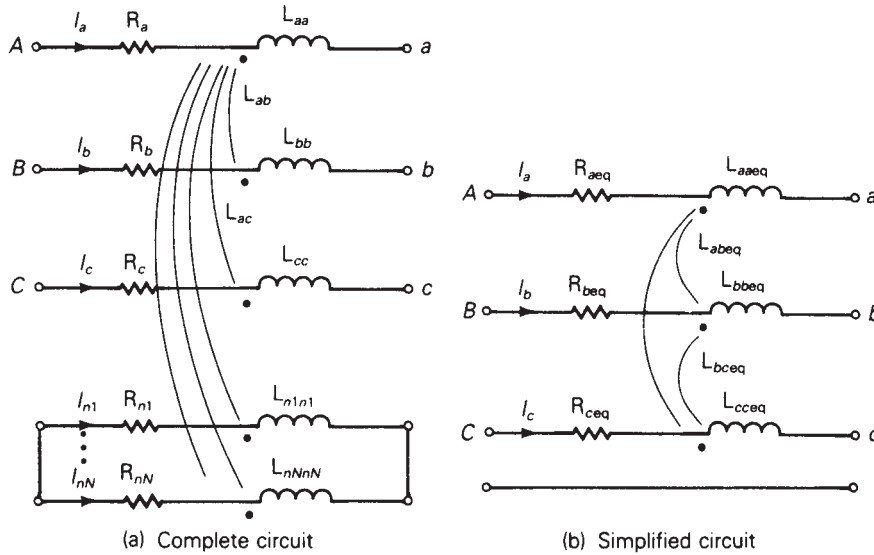 I_a R_a L_aa
A a
L_ab
I_b R_b L_bb
B b
L_ac
I_c R_c L_cc
C c
I_n1 R_n1 L_n1n1
I_nN R_nN L_nNnN
(a) Complete circuit
I_a R_aeq L_aaeq
A a
L_abeq
I_b R_beq L_bbeq
B b
L_bceq
I_c R_ceq L_cceq
C c
(b) Simplified circuit